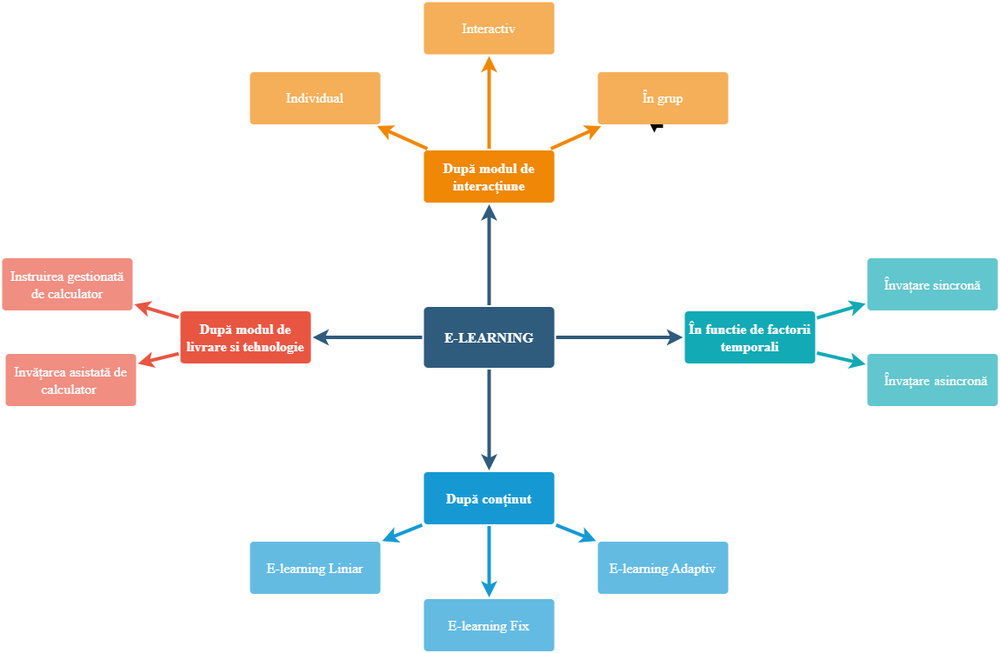 Interactiv
Individual
În grup
După modul de
interacțiune
Instruirea gestionată
de calculator
Învațare sincronă
După modul de
livrare si tehnologie
E-LEARNING
În functie de factorii
temporali
Invățarea asistată de
calculator
Învațare asincronă
După conținut
E-learning Liniar
E-learning Adaptiv
E-learning Fix